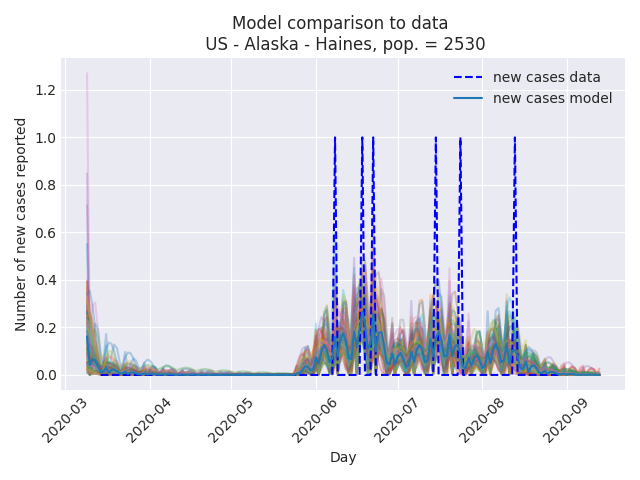 Model comparison to data
US - Alaska - Haines, pop. = 2530
Number of new cases reported
1.2
1.0
0.8
0.6
0.4
0.2
0.0
new cases data
new cases model
2020-03
2020-04
2020-05
2020-06
2020-07
2020-08
2020-09
Day